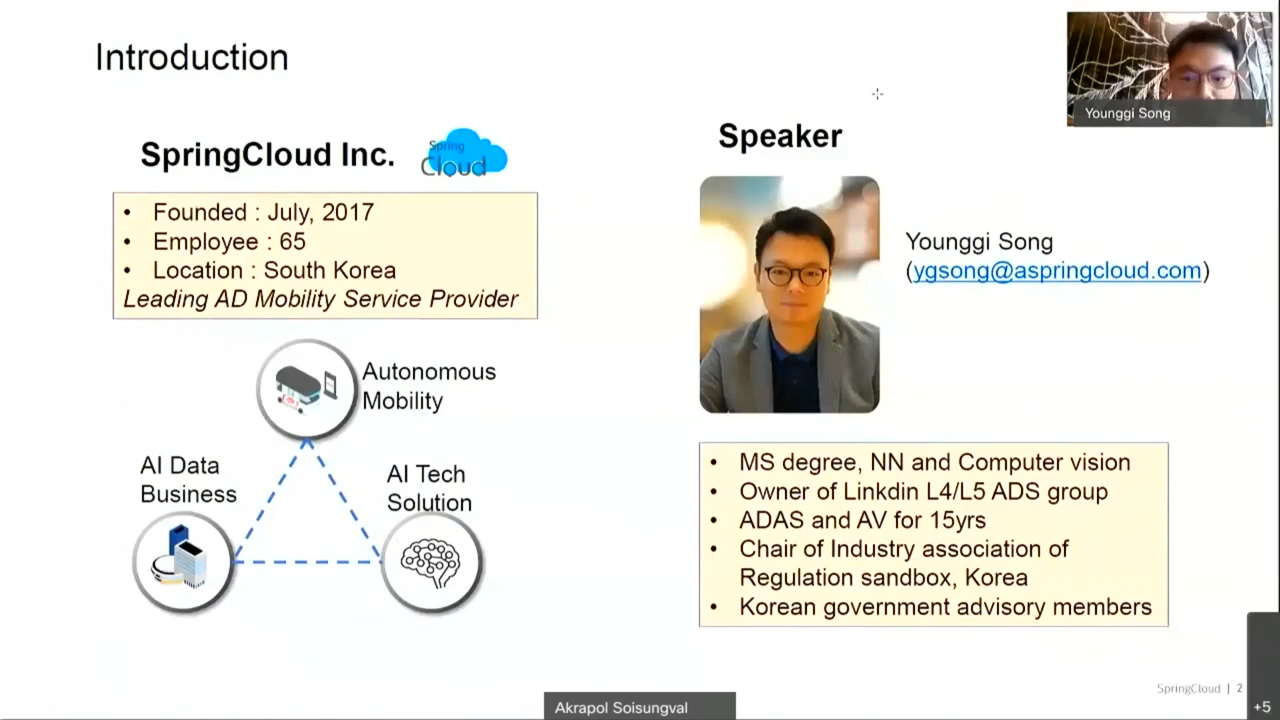 Introduction
SpringCloud Inc.
Spring
Cloud
• Founded : July, 2017
• Employee : 65
• Location : South Korea
Leading AD Mobility Service Provider
Autonomous
Mobility
AI Data
Business
AI Tech
Solution
Speaker
Younggi Song
(ygsong@aspringcloud.com)
• MS degree, NN and Computer vision
• Owner of Linkdin L4/L5 ADS group
• ADAS and AV for 15yrs
• Chair of Industry association of
Regulation sandbox, Korea
• Korean government advisory members
Younggi Song
SpringCloud | 2
Akrapol Soisungval
+5